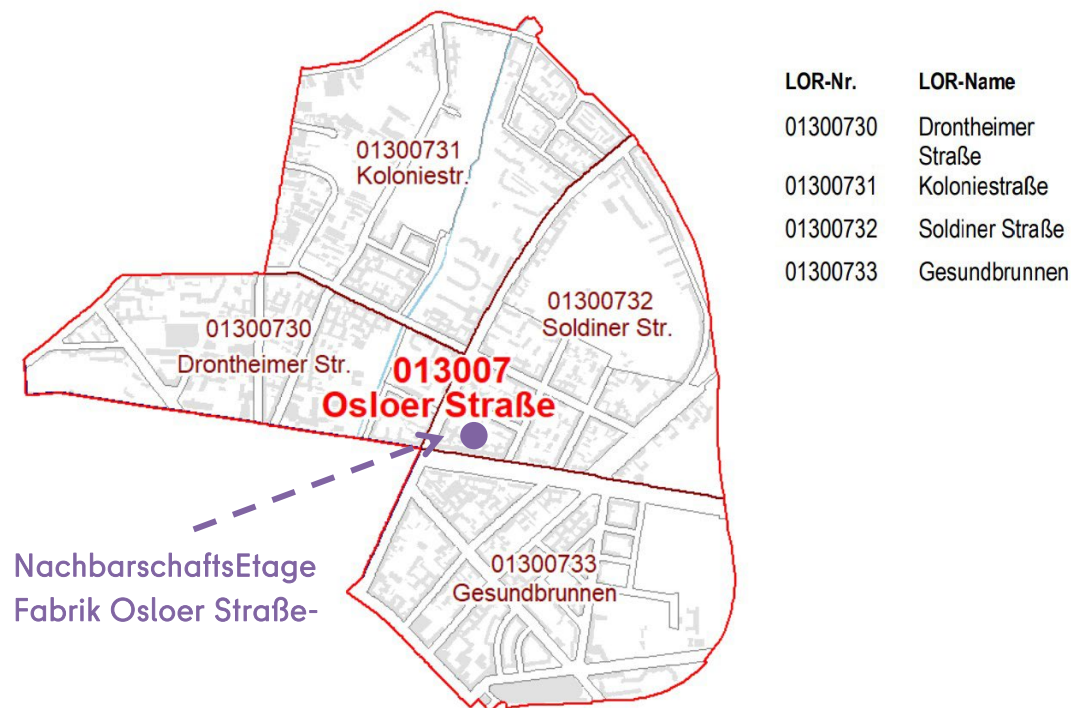 01300731
Koloniestr.
01300732
Soldiner Str.
01300730
Drontheimer Str.
013007
Osloer Straße
NachbarschaftsEtage
Fabrik Osloer Straße-
01300733
Gesundbrunnen
LOR-Nr. LOR-Name
01300730 Drontheimer
Straße
01300731 Koloniestraße
01300732 Soldiner Straße
01300733 Gesundbrunnen